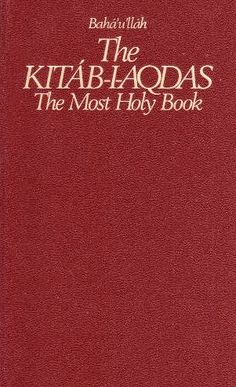 Bahá'u'lláh
The
KITÁB-I-AQDAS
The Most Holy Book